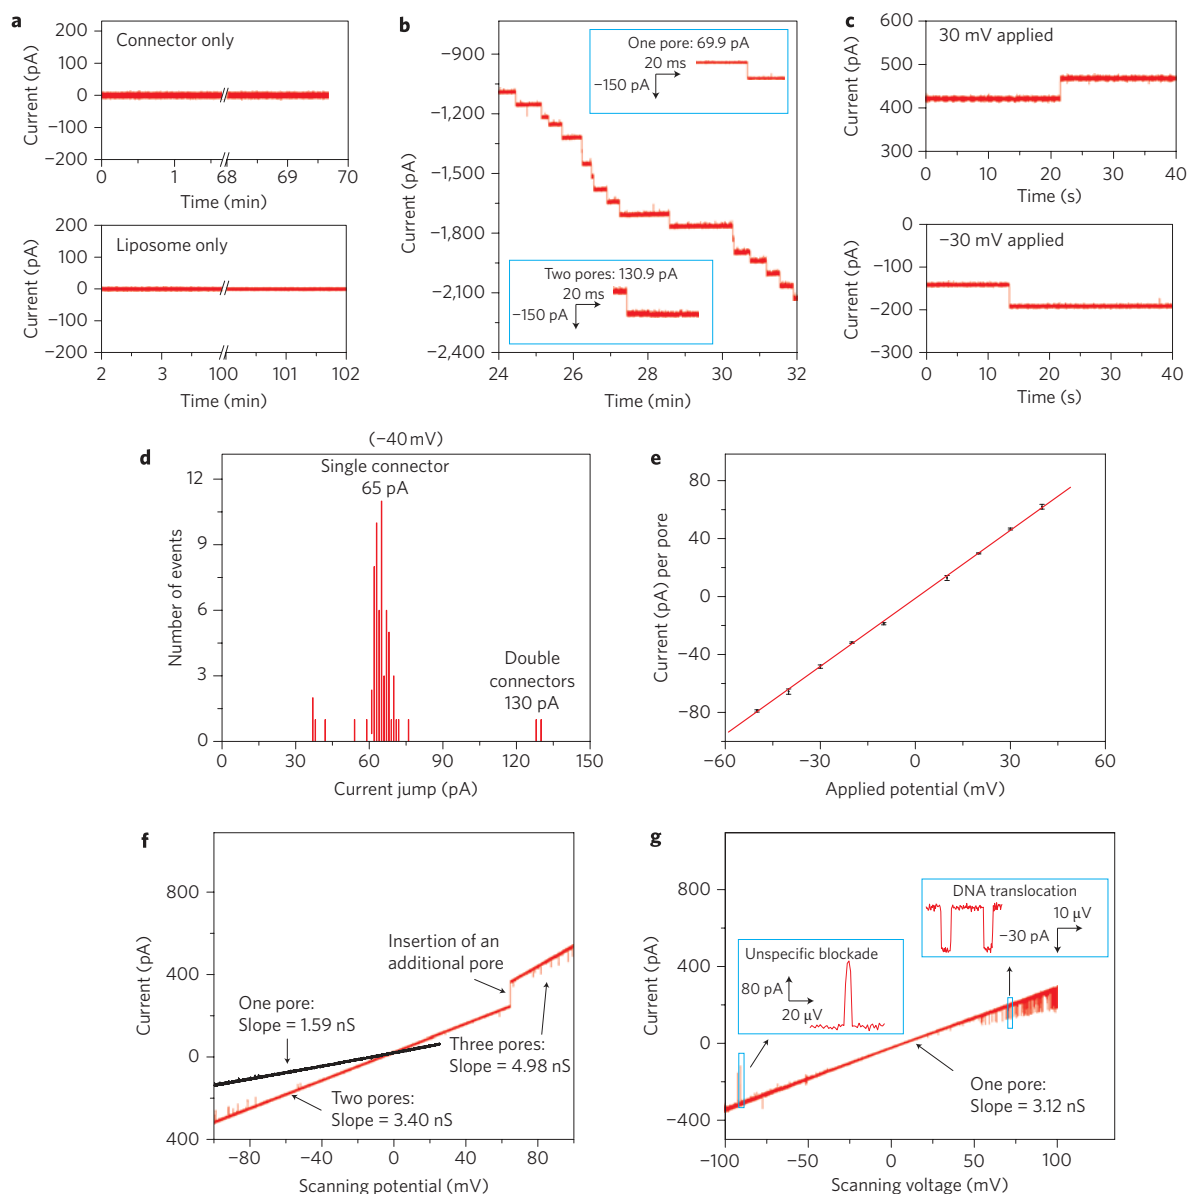 a
200
100
0
−100
−200
Current (pA)
Connector only
0
1
68
69
70
Time (min)
200
100
0
−100
−200
Current (pA)
Liposome only
2
3
100
101
102
Time (min)
b
−900
−1,200
−1,500
−1,800
−2,100
−2,400
Current (pA)
One pore: 69.9 pA
20 ms
−150 pA
Two pores: 130.9 pA
20 ms
−150 pA
24
26
28
30
32
Time (min)
c
600
500
400
300
Current (pA)
30 mV applied
0
10
20
30
40
Time (s)
0
−100
−200
−300
Current (pA)
−30 mV applied
0
10
20
30
40
Time (s)
d
(−40 mV)
Single connector
65 pA
Double
connectors
130 pA
12
9
6
3
0
Number of events
0
30
60
90
120
150
Current jump (pA)
e
80
40
0
−40
−80
Current (pA) per pore
−60
−30
0
30
60
Applied potential (mV)
f
800
400
0
400
Current (pA)
Insertion of an
additional pore
One pore:
Slope = 1.59 nS
Three pores:
Slope = 4.98 nS
Two pores:
Slope = 3.40 nS
−80
−40
0
40
80
Scanning potential (mV)
g
800
400
0
−400
Current (pA)
DNA translocation
10 µV
−30 pA
Unspecific blockade
80 pA
20 µV
One pore:
Slope = 3.12 nS
−100
−50
0
50
100
Scanning voltage (mV)